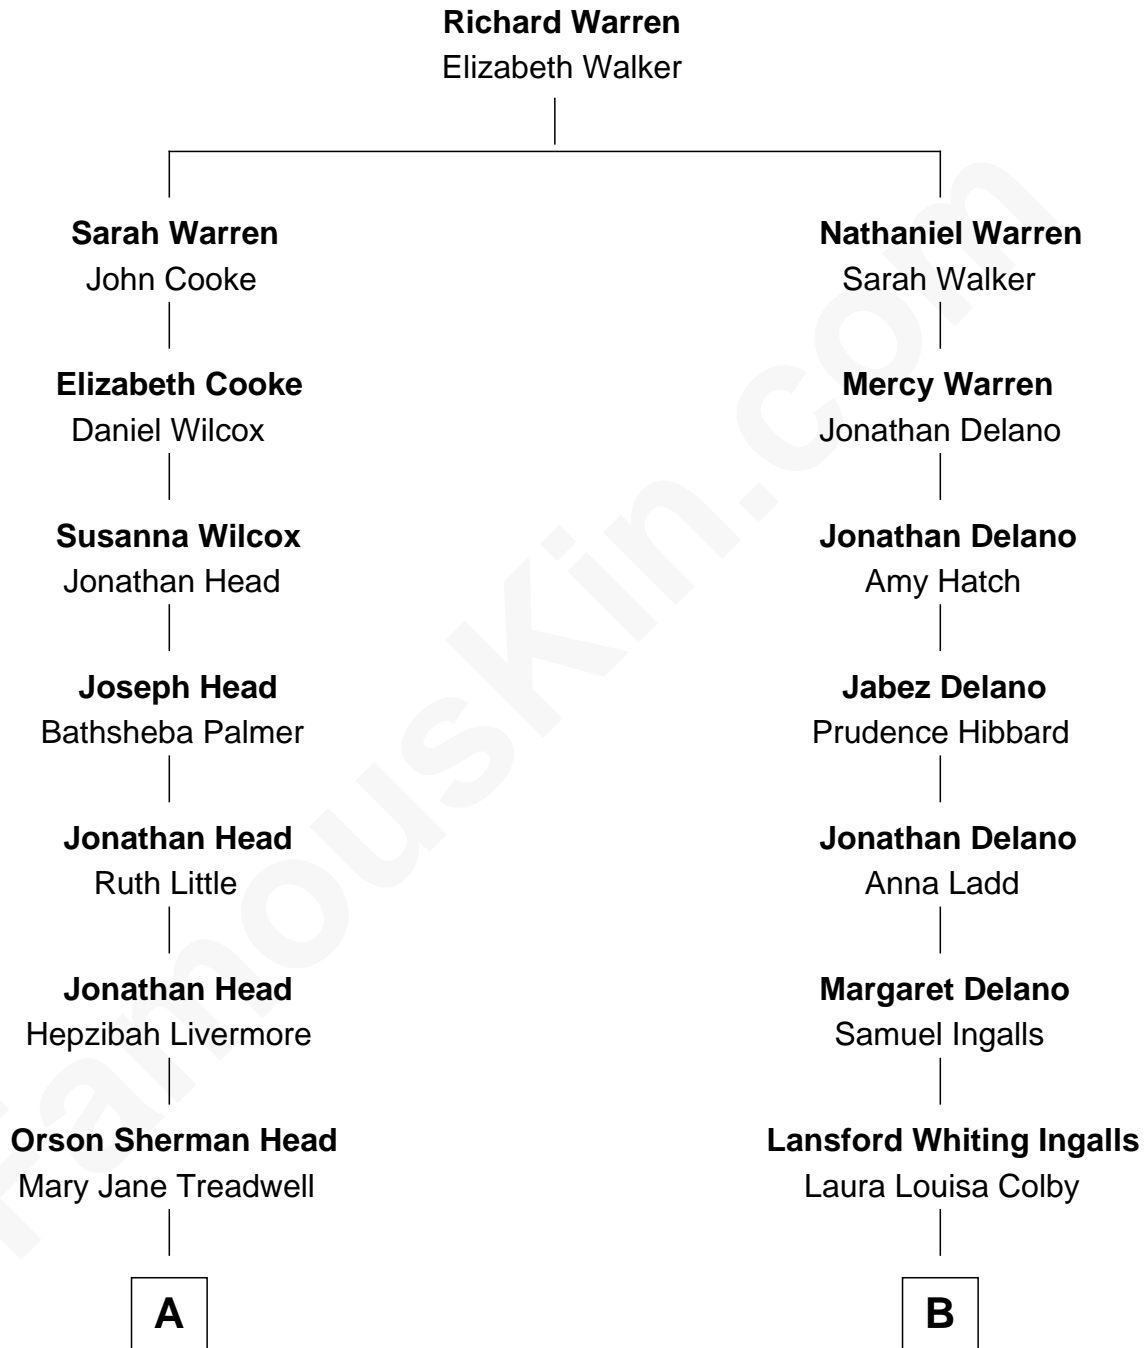 Richard Warren
Elizabeth Walker
Sarah Warren
John Cooke
Nathaniel Warren
Sarah Walker
Elizabeth Cooke
Daniel Wilcox
Mercy Warren
Jonathan Delano
Susanna Wilcox
Jonathan Head
Jonathan Delano
Amy Hatch
Joseph Head
Bathsheba Palmer
Jabez Delano
Prudence Hibbard
Jonathan Head
Ruth Little
Jonathan Delano
Anna Ladd
Jonathan Head
Hepzibah Livermore
Margaret Delano
Samuel Ingalls
Orson Sherman Head
Mary Jane Treadwell
Lansford Whiting Ingalls
Laura Louisa Colby
A
B
FamousKin.com